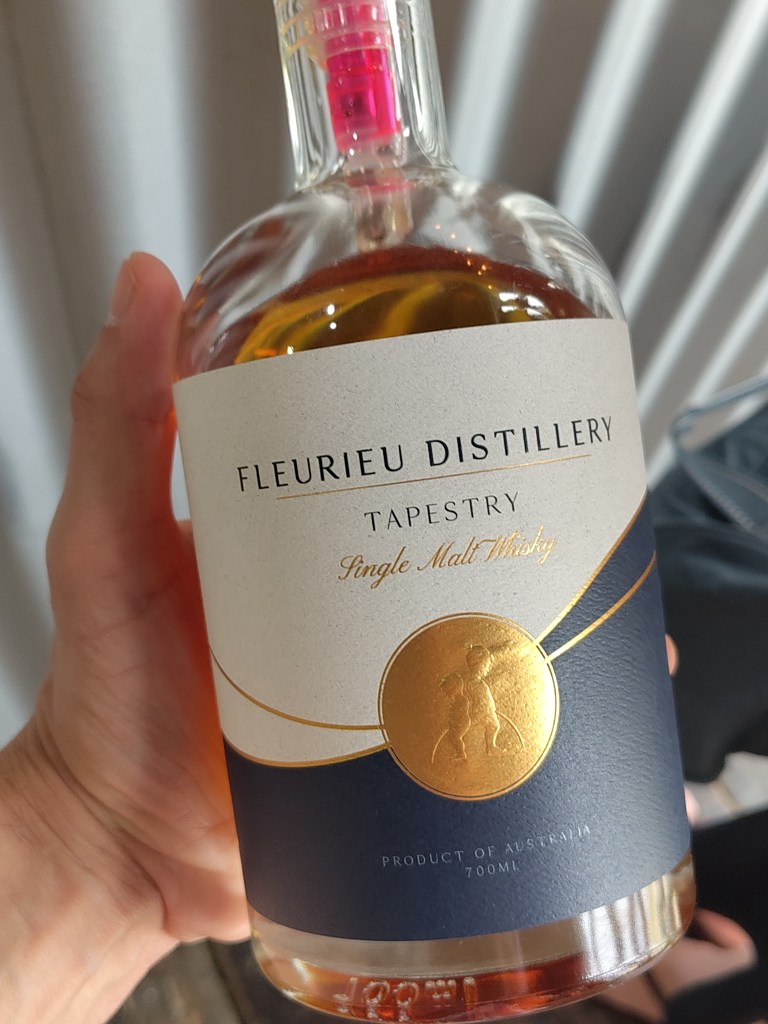 FLEURIEU DISTILLERY
TAPESTRY
Single Malt Whisky
PRODUCT OF AUSTRALIA
700ML